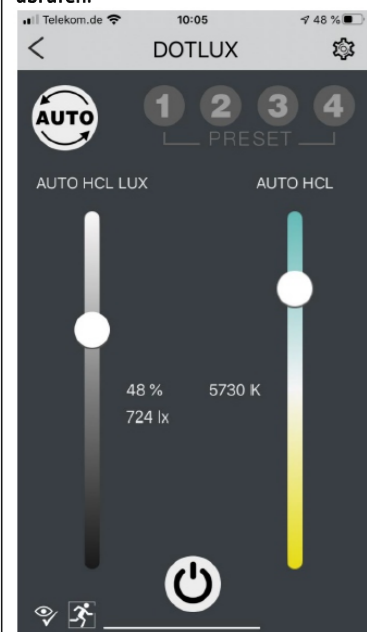 Telekom.de 10:05 48 %
DOTLUX
AUTO 1 2 3 4
PRESET
AUTO HCL LUX AUTO HCL
48 % 5730 K
724 lx